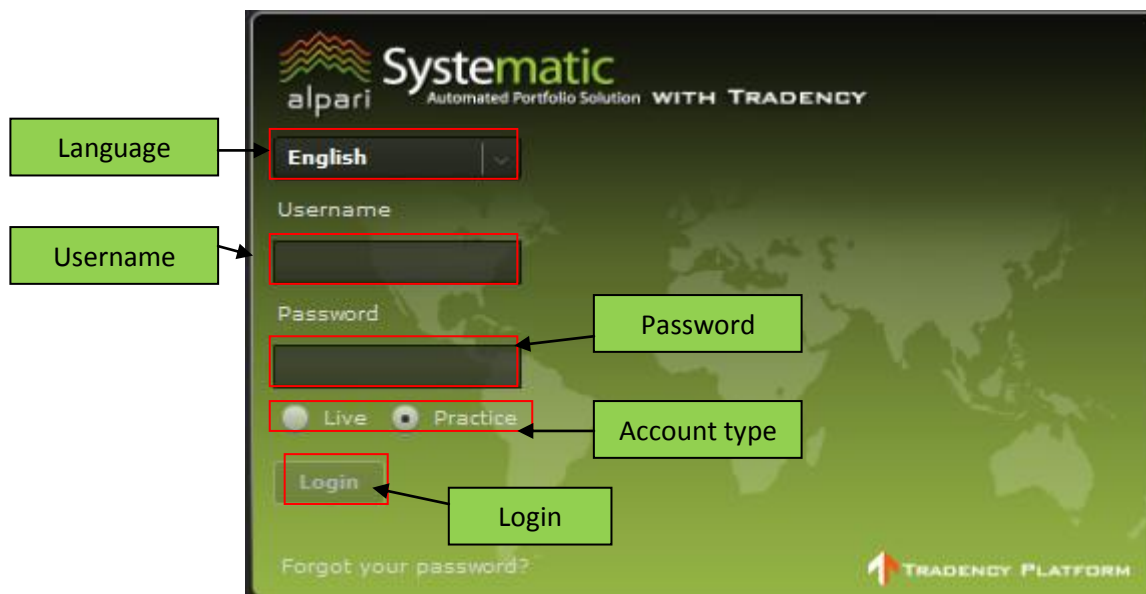 Systematic
alpari Automated Portfolio Solution WITH TRADENCY
Language
English
Username
Username
Password
Password
Live Practice
Account type
Login
Login
Forgot your password?
TRADENCY PLATFORM